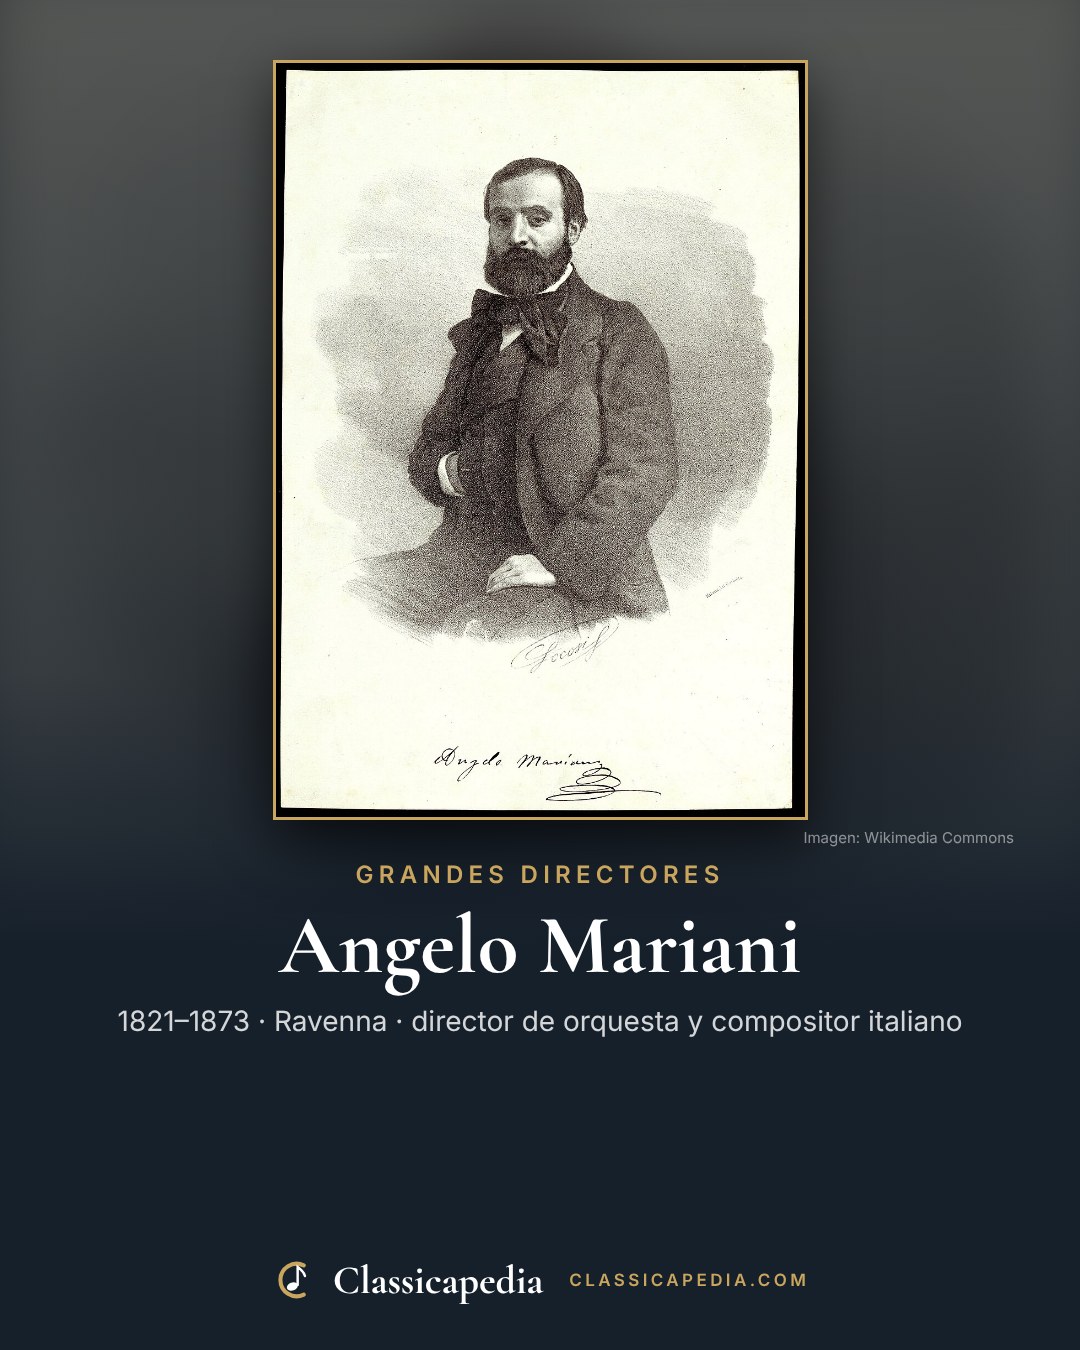 Focosi
Angelo Mariani
Imagen: Wikimedia Commons
GRANDES DIRECTORES
Angelo Mariani
1821–1873 · Ravenna · director de orquesta y compositor italiano
Classicapedia CLASSICAPEDIA.COM